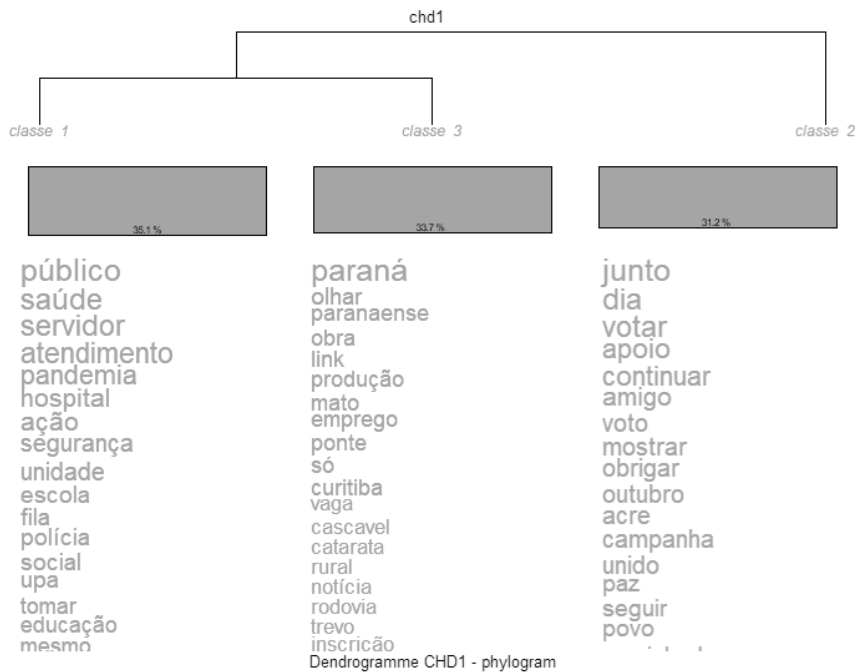 chd1
classe 1
classe 3
classe 2
35.1 %
33.7 %
31.2 %
público
saúde
servidor
atendimento
pandemia
hospital
ação
segurança
unidade
escola
fila
polícia
social
upa
tomar
educação
mesmo
paraná
olhar
paranaense
obra
link
produção
mato
emprego
ponte
só
curitiba
vaga
cascavel
catarata
rural
notícia
rodovia
trevo
inscrição
junto
dia
votar
apoio
continuar
amigo
voto
mostrar
obrigar
outubro
acre
campanha
unido
paz
seguir
povo
Dendrogramme CHD1 - phylogram